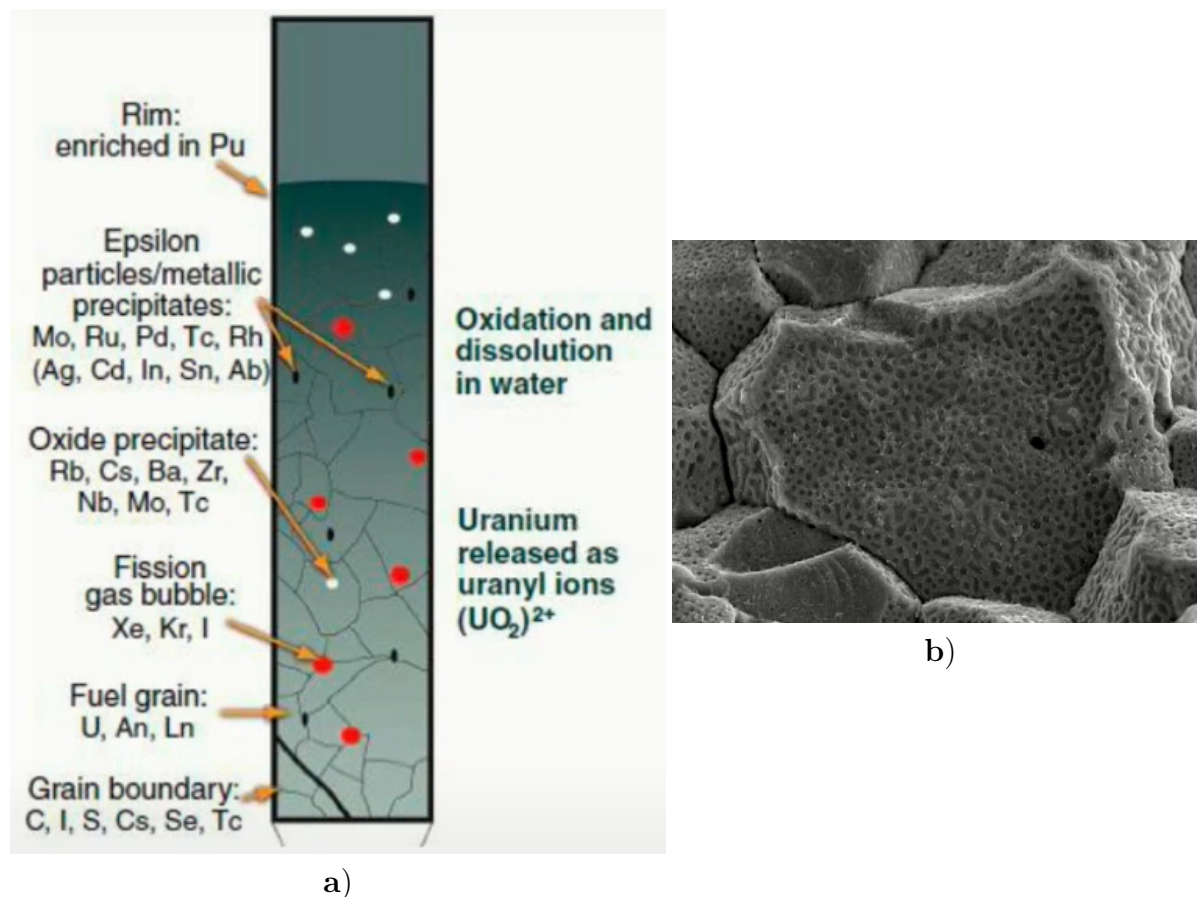 Rim:
enriched in Pu
Epsilon
particles/metallic
precipitates:
Mo, Ru, Pd, Tc, Rh
(Ag, Cd, In, Sn, Ab)
Oxide precipitate:
Rb, Cs, Ba, Zr,
Nb, Mo, Tc
Fission
gas bubble:
Xe, Kr, I
Fuel grain:
U, An, Ln
Grain boundary:
C, I, S, Cs, Se, Tc
Oxidation and
dissolution
in water
Uranium
released as
uranyl ions
(UO₂)²⁺
a)
b)